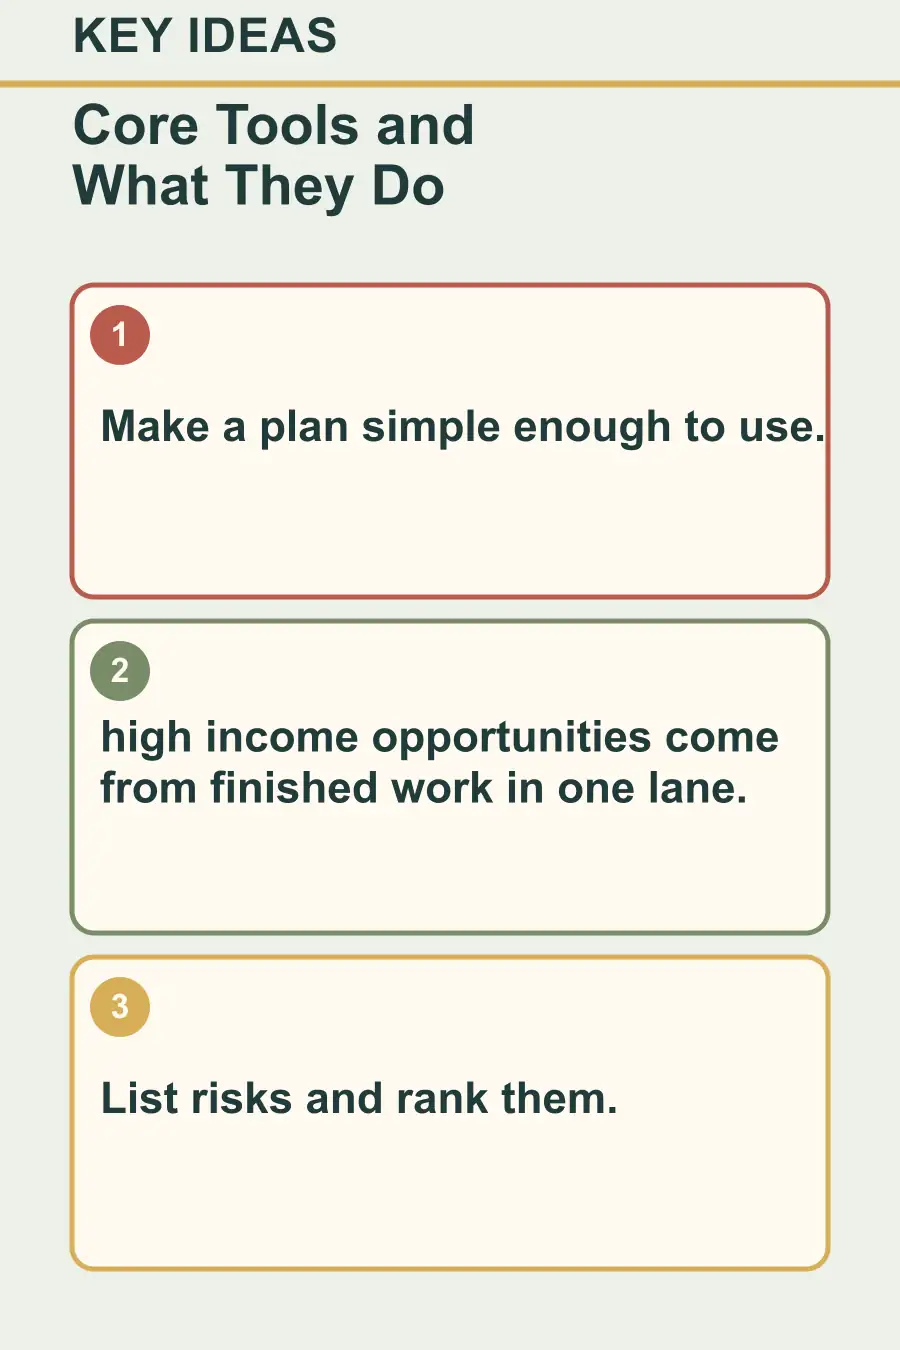 KEY IDEAS
Core Tools and
What They Do
1
Make a plan simple enough to use.
2
high income opportunities come
from finished work in one lane.
3
List risks and rank them.